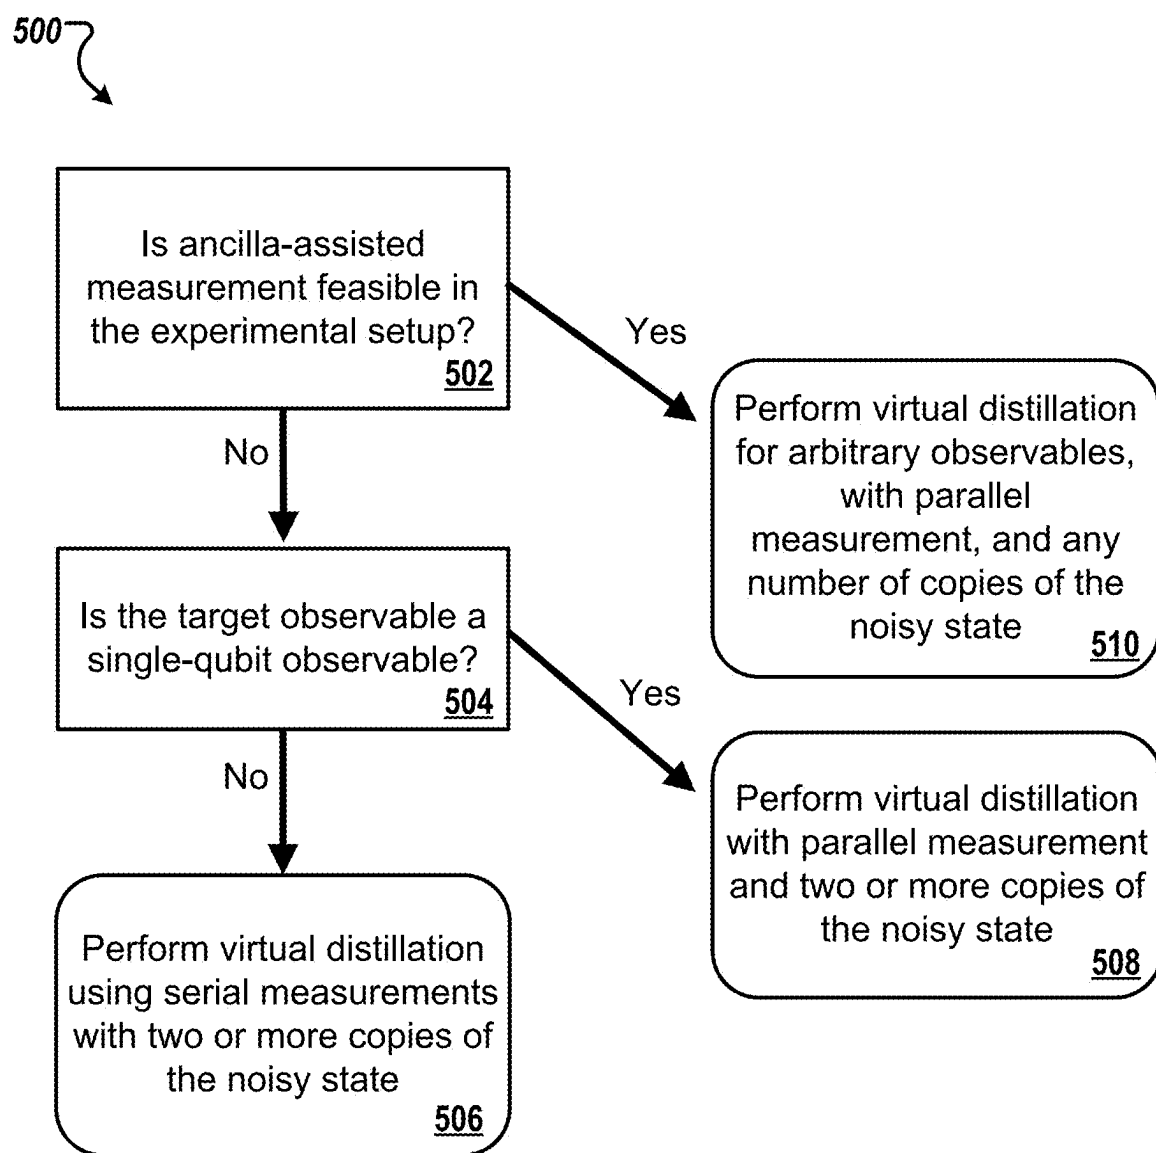 500
Is ancilla-assisted
measurement feasible in
the experimental setup?
502
Yes
No
Perform virtual distillation
for arbitrary observables,
with parallel
measurement, and any
number of copies of the
noisy state
510
Is the target observable a
single-qubit observable?
504
Yes
No
Perform virtual distillation
with parallel measurement
and two or more copies of
the noisy state
508
Perform virtual distillation
using serial measurements
with two or more copies of
the noisy state
506